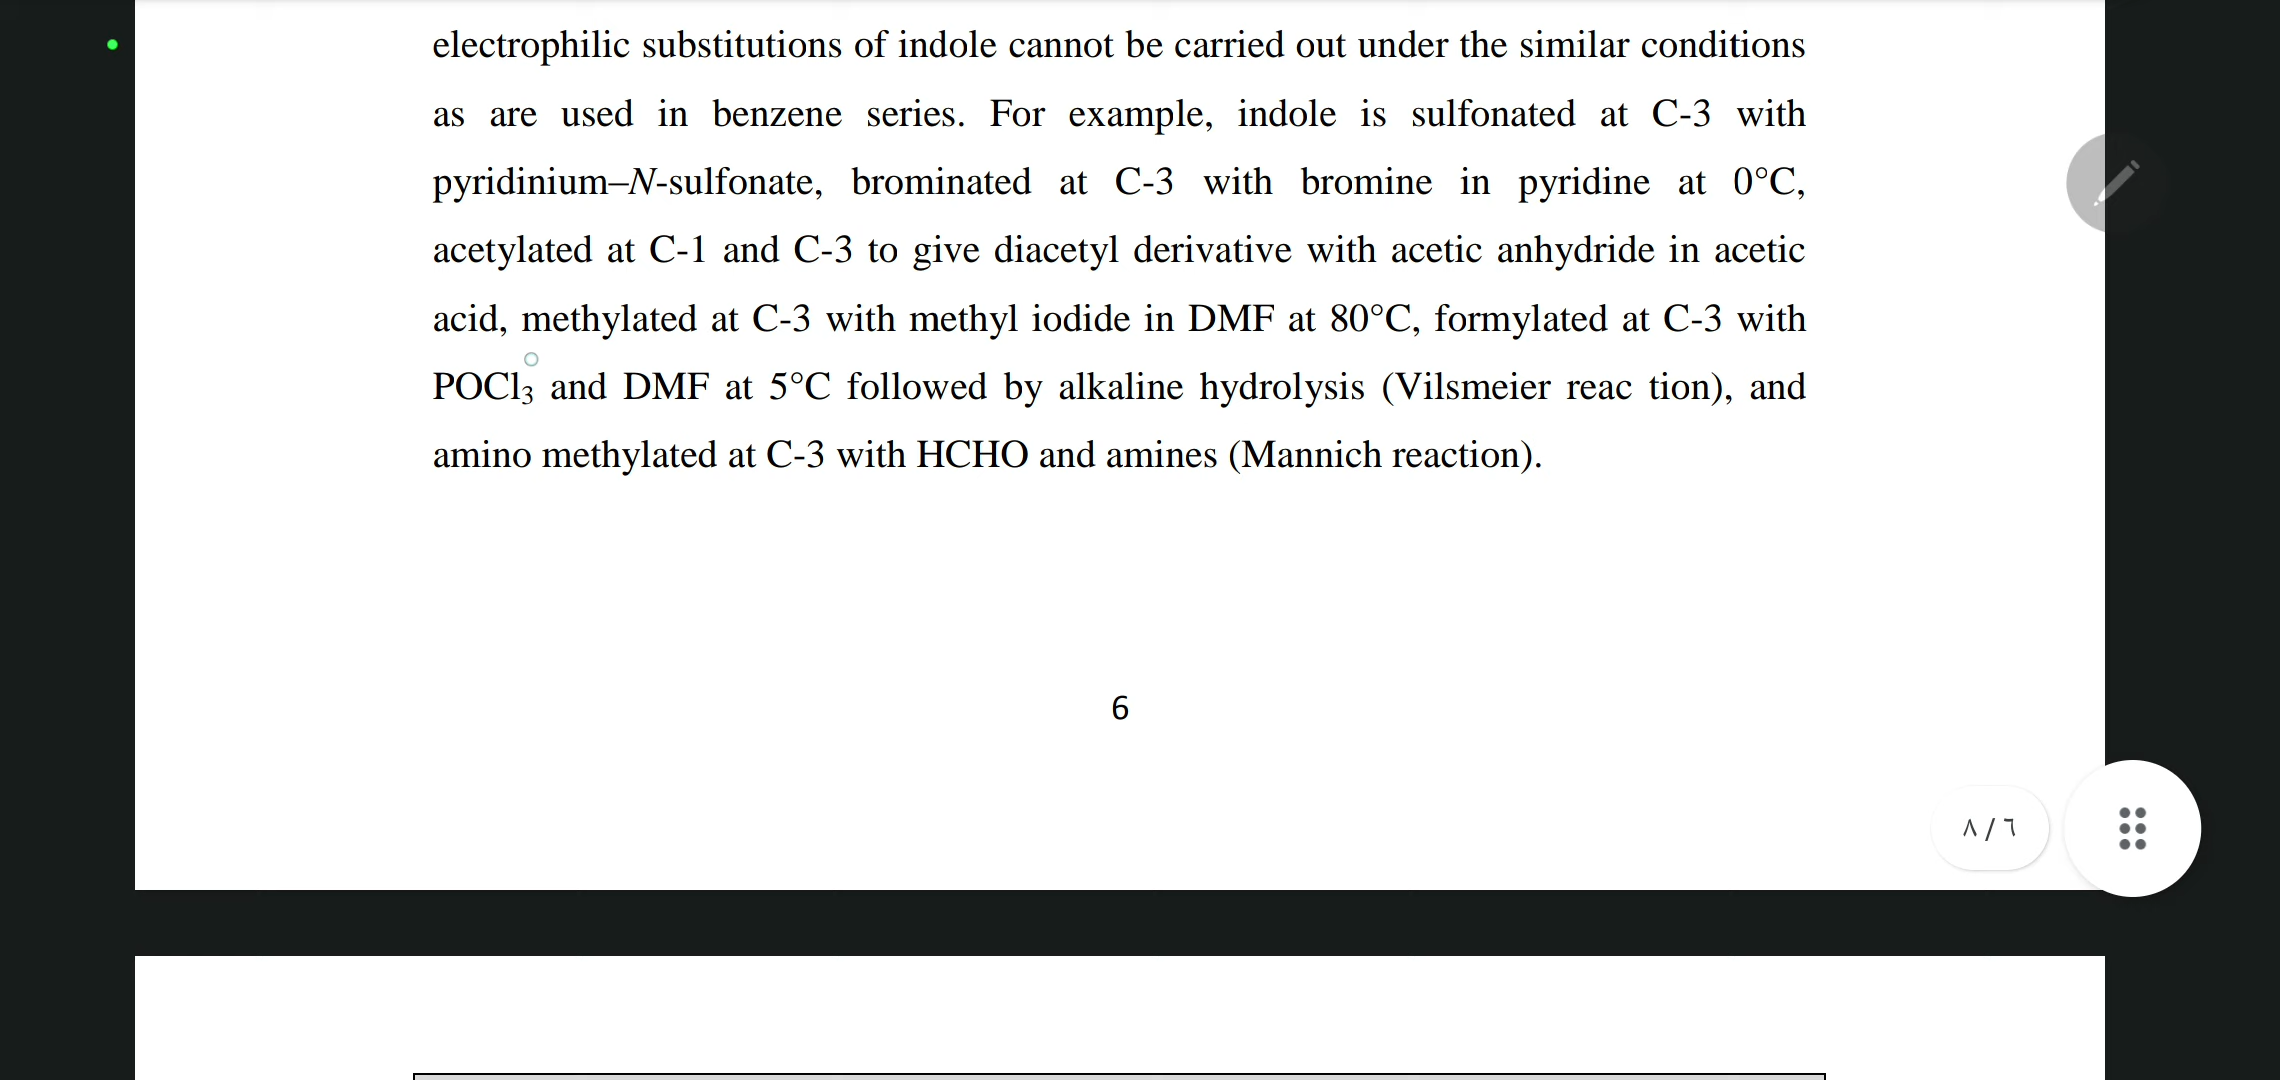 electrophilic substitutions of indole cannot be carried out under the similar conditions
as are used in benzene series. For example, indole is sulfonated at C-3 with
pyridinium–N-sulfonate, brominated at C-3 with bromine in pyridine at 0°C,
acetylated at C-1 and C-3 to give diacetyl derivative with acetic anhydride in acetic
acid, methylated at C-3 with methyl iodide in DMF at 80°C, formylated at C-3 with
POCl₃ and DMF at 5°C followed by alkaline hydrolysis (Vilsmeier reac tion), and
amino methylated at C-3 with HCHO and amines (Mannich reaction).
6
٨/٦